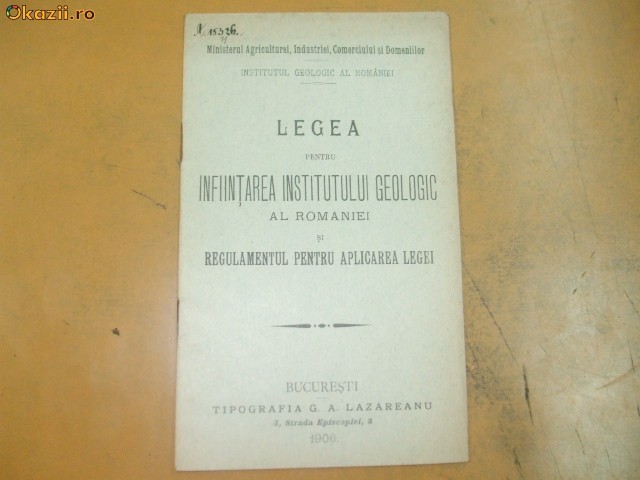 Okazii.ro
15326.
Ministerul Agriculturei, Industriei, Comerciului și Domeniilor
INSTITUTUL GEOLOGIC AL ROMÂNIEI
LEGEA
PENTRU
INFIINȚAREA INSTITUTULUI GEOLOGIC
AL ROMANIEI
ȘI
REGULAMENTUL PENTRU APLICAREA LEGEI
BUCUREȘTI
TIPOGRAFIA G. A. LAZAREANU
3, Strada Episcopiei, 3
1906